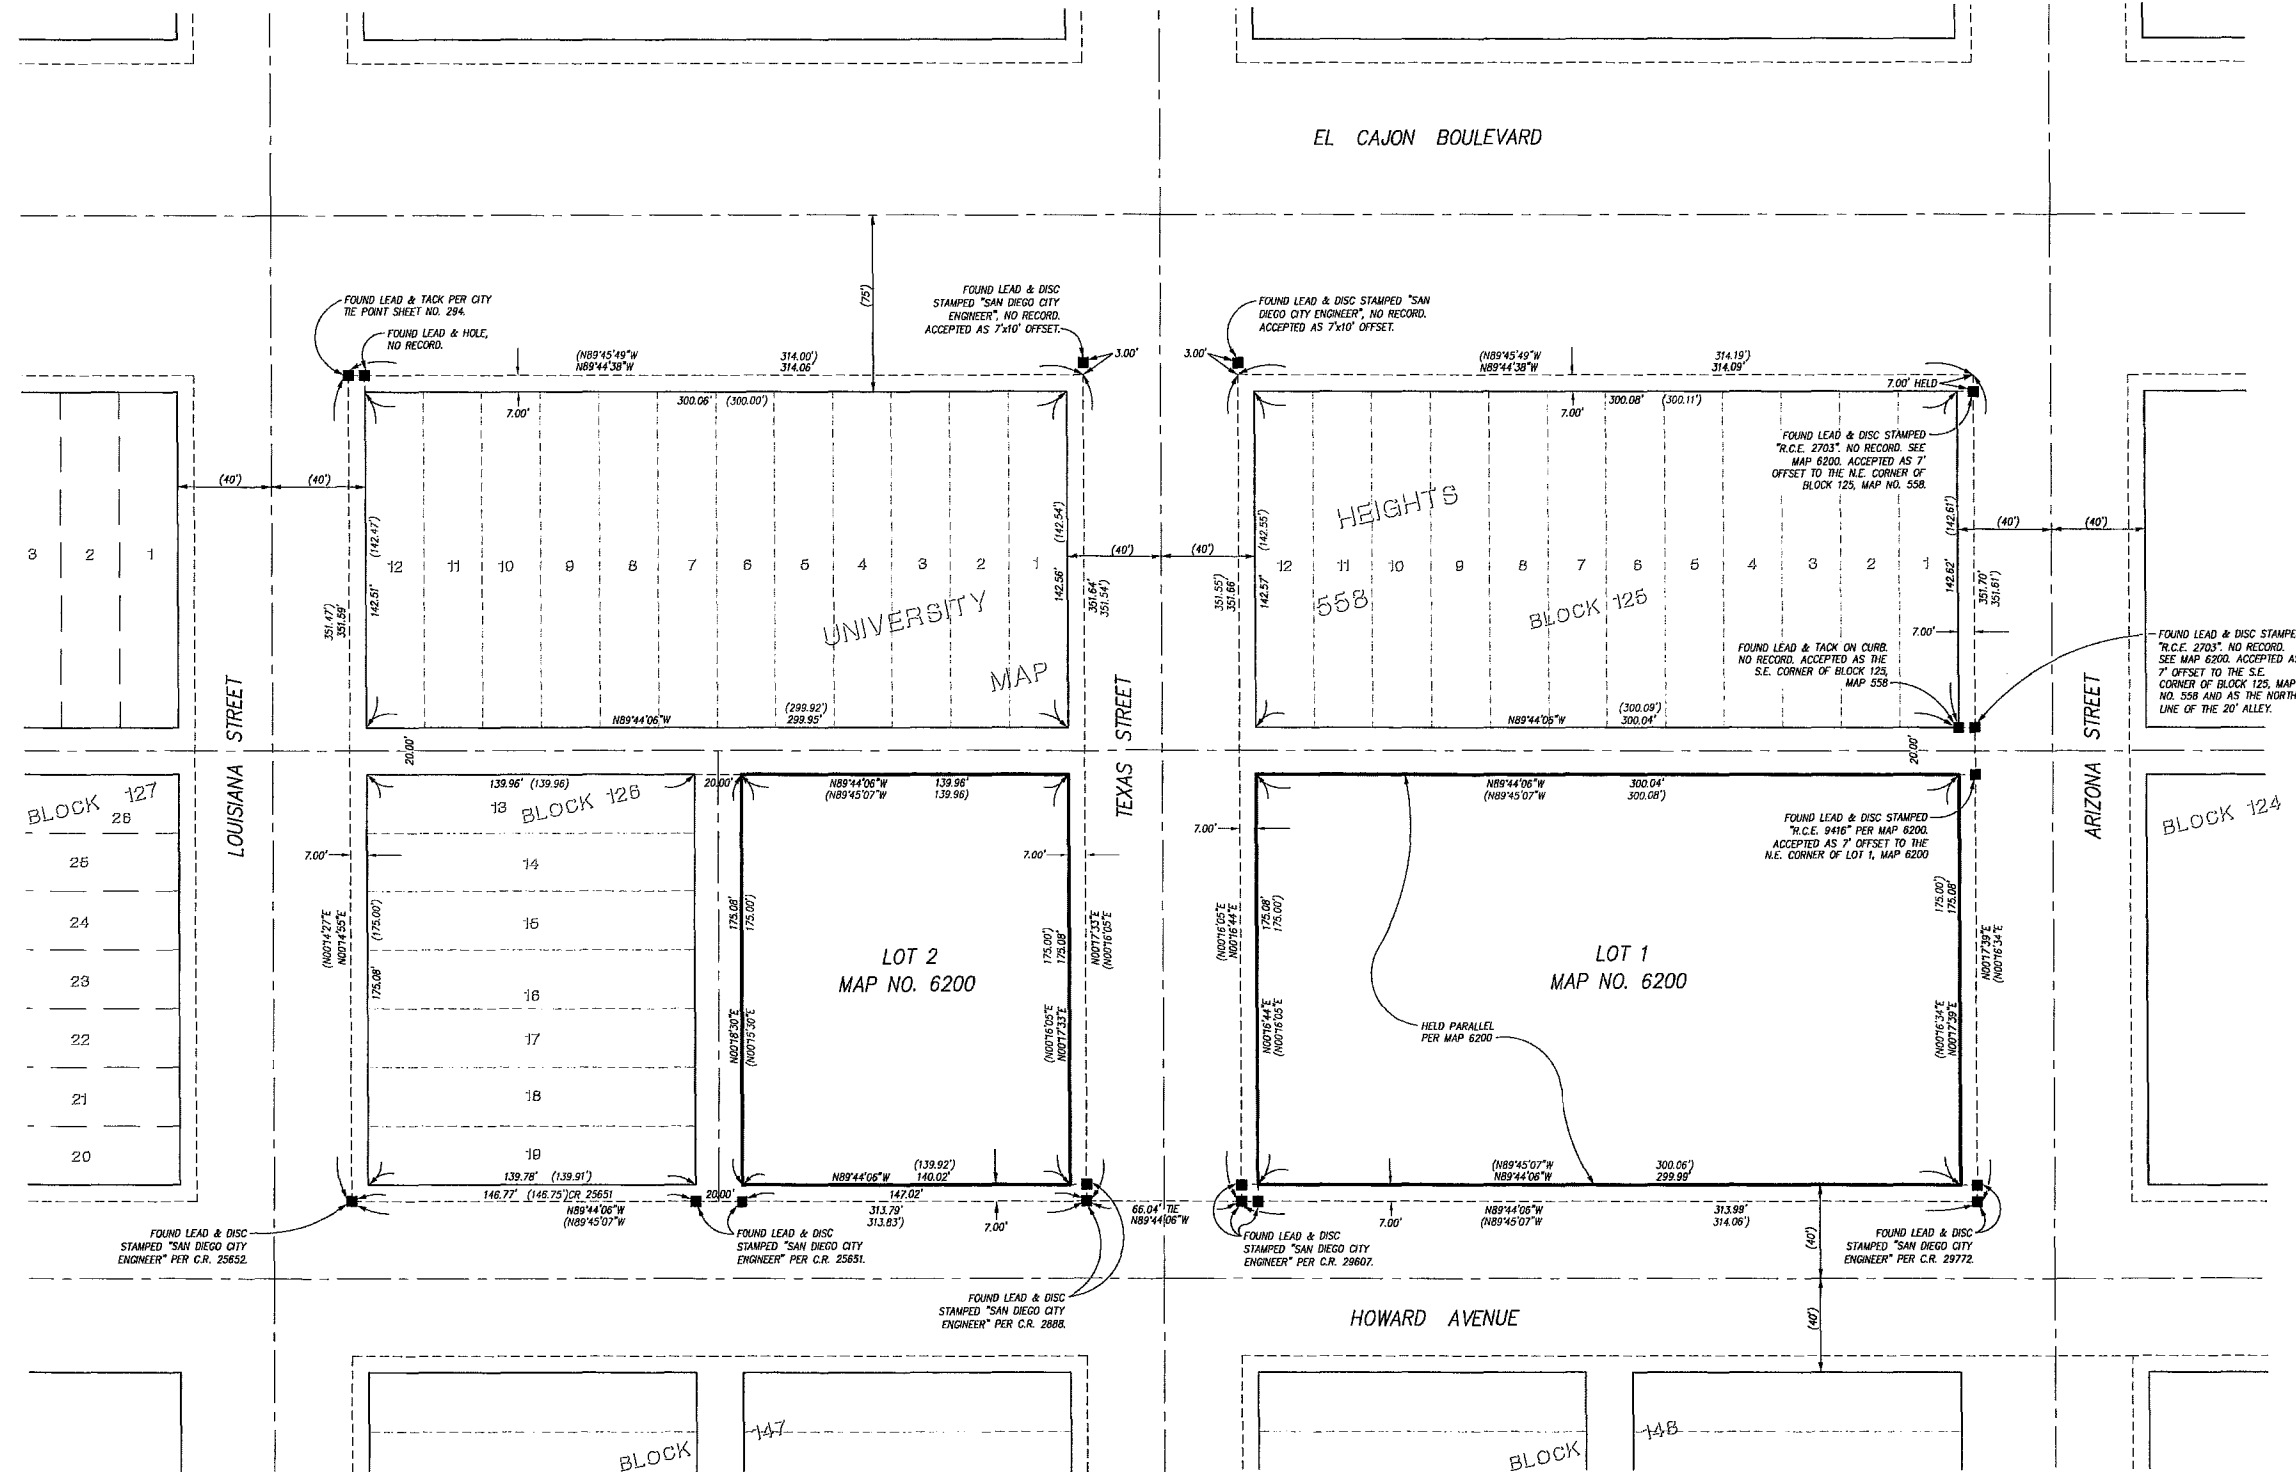 EL CAJON BOULEVARD
(75')
FOUND LEAD & TACK PER CITY
TIE POINT SHEET NO. 294.
FOUND LEAD & HOLE,
NO RECORD.
FOUND LEAD & DISC
STAMPED "SAN DIEGO CITY
ENGINEER", NO RECORD.
ACCEPTED AS 7'x10' OFFSET.
FOUND LEAD & DISC STAMPED "SAN
DIEGO CITY ENGINEER", NO RECORD.
ACCEPTED AS 7'x10' OFFSET.
(N89°45'49"W 314.00')
N89°44'38"W 314.06'
3.00'
3.00'
(N89°45'49"W 314.19')
N89°44'38"W 314.09'
7.00' HELD
7.00'
300.06' (300.00')
7.00'
300.08' (300.11')
FOUND LEAD & DISC STAMPED
"R.C.E. 2703". NO RECORD. SEE
MAP 6200. ACCEPTED AS 7'
OFFSET TO THE N.E. CORNER OF
BLOCK 125, MAP NO. 558.
(40')
(40')
(40')
(40')
(40')
(40')
(142.47')
142.51'
(142.54')
142.56'
(142.55')
142.57'
(142.61')
142.62'
351.47')
351.59'
351.64'
351.54')
351.55')
351.66'
351.70'
351.61')
3 2 1
12 11 10 9 8 7 6 5 4 3 2 1
12 11 10 9 8 7 6 5 4 3 2 1
HEIGHTS
558
UNIVERSITY
MAP
BLOCK 125
7.00'
FOUND LEAD & TACK ON CURB.
NO RECORD. ACCEPTED AS THE
S.E. CORNER OF BLOCK 125,
MAP 558
FOUND LEAD & DISC STAMPE
"R.C.E. 2703". NO RECORD.
SEE MAP 6200. ACCEPTED A
7' OFFSET TO THE S.E.
CORNER OF BLOCK 125, MAP
NO. 558 AND AS THE NORTH
LINE OF THE 20' ALLEY.
N89°44'06"W
(299.92')
299.95'
N89°44'06"W
(300.09')
300.04'
LOUISIANA STREET
TEXAS STREET
ARIZONA STREET
20.00'
20.00'
139.96' (139.96)
20.00'
N89°44'06"W 139.96'
(N89°45'07"W 139.96)
N89°44'06"W 300.04'
(N89°45'07"W 300.08')
BLOCK 127
26
25
24
23
22
21
20
BLOCK 126
13
14
15
16
17
18
19
BLOCK 124
7.00'
7.00'
7.00'
FOUND LEAD & DISC STAMPED
"R.C.E. 9416" PER MAP 6200.
ACCEPTED AS 7' OFFSET TO THE
N.E. CORNER OF LOT 1, MAP 6200
(N00°14'27"E
N00°14'55"E
(175.00')
175.08'
175.08'
175.00')
N00°18'30"E
(N00°15'30"E
LOT 2
MAP NO. 6200
175.00')
175.08'
(N00°16'05"E
N00°17'33"E
N00°17'33"E
(N00°16'05"E
(N00°16'05"E
N00°16'44"E
175.08'
175.00')
N00°16'44"E
(N00°16'05"E
LOT 1
MAP NO. 6200
HELD PARALLEL
PER MAP 6200
175.00')
175.08'
(N00°16'34"E
N00°17'39"E
N00°17'39"E
(N00°16'34"E
139.78' (139.91')
146.77' (146.75')CR 25651
N89°44'06"W
(N89°45'07"W
20.00'
N89°44'06"W
(139.92')
140.02'
147.02'
313.79'
313.83')
7.00'
66.04' TIE
N89°44'06"W
(N89°45'07"W 300.06')
N89°44'06"W 299.99'
7.00'
N89°44'06"W 313.99'
(N89°45'07"W 314.06')
FOUND LEAD & DISC
STAMPED "SAN DIEGO CITY
ENGINEER" PER C.R. 25652.
FOUND LEAD & DISC
STAMPED "SAN DIEGO CITY
ENGINEER" PER C.R. 25651.
FOUND LEAD & DISC
STAMPED "SAN DIEGO CITY
ENGINEER" PER C.R. 2888.
FOUND LEAD & DISC
STAMPED "SAN DIEGO CITY
ENGINEER" PER C.R. 29607.
FOUND LEAD & DISC
STAMPED "SAN DIEGO CITY
ENGINEER" PER C.R. 29772.
(40')
(40')
HOWARD AVENUE
BLOCK 147
BLOCK 148